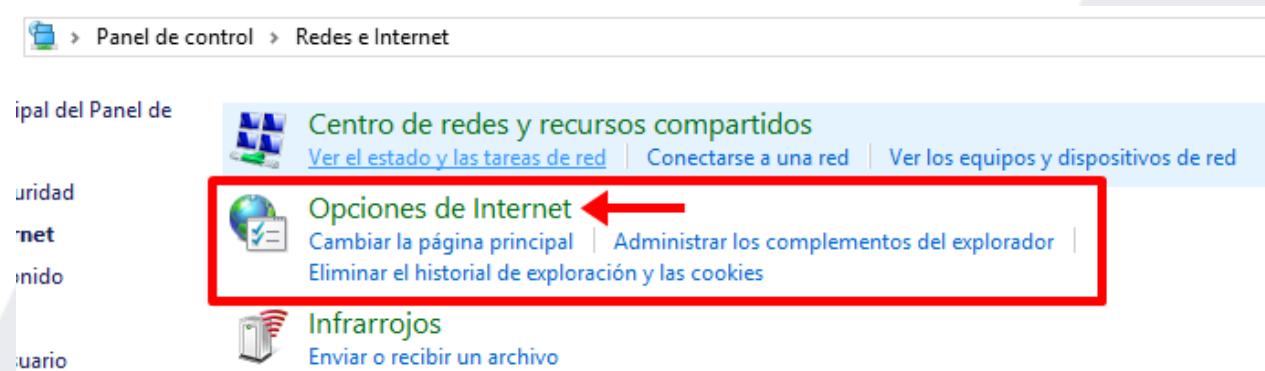 Panel de control > Redes e Internet
ipal del Panel de
uridad
rnet
onido
suario
Centro de redes y recursos compartidos
Ver el estado y las tareas de red | Conectarse a una red | Ver los equipos y dispositivos de red
Opciones de Internet
Cambiar la página principal | Administrar los complementos del explorador |
Eliminar el historial de exploración y las cookies
Infrarrojos
Enviar o recibir un archivo